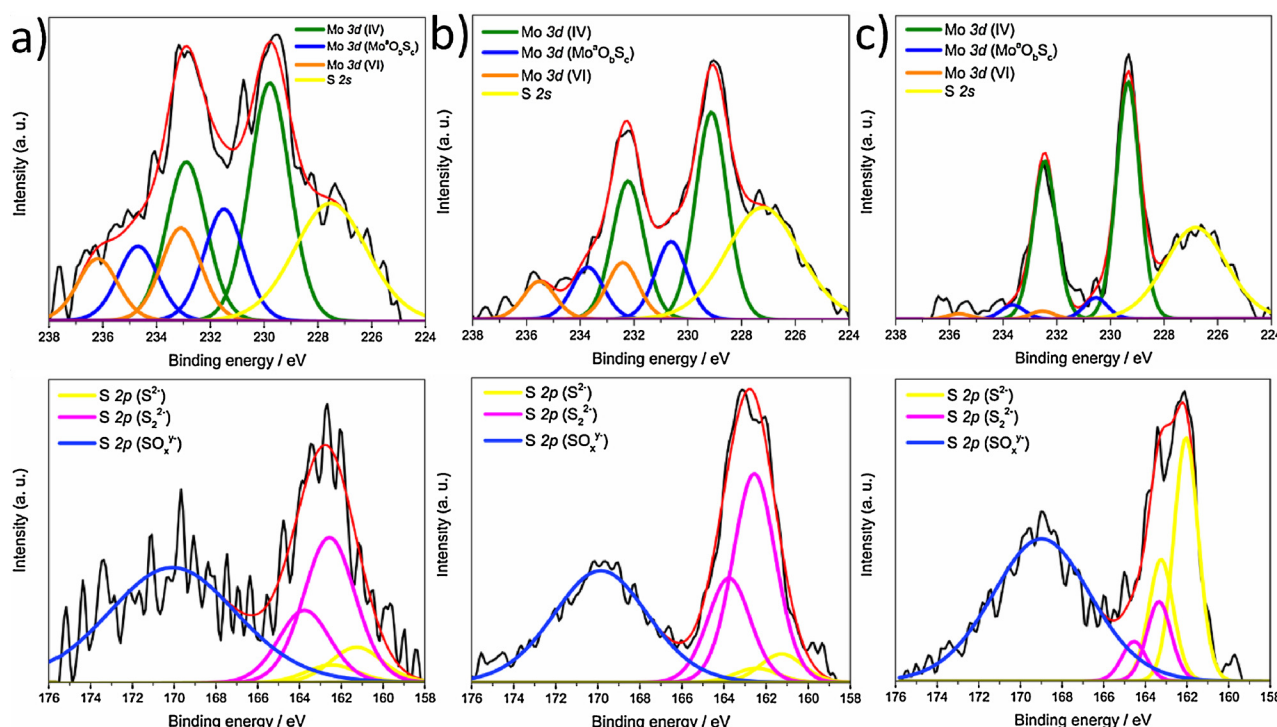 a)
Mo 3d (IV)
Mo 3d (MoᵃObSc)
Mo 3d (VI)
S 2s
Intensity (a. u.)
238 236 234 232 230 228 226 224
Binding energy / eV
b)
Mo 3d (IV)
Mo 3d (MoᵃObSc)
Mo 3d (VI)
S 2s
Intensity (a. u.)
238 236 234 232 230 228 226 224
Binding energy / eV
c)
Mo 3d (IV)
Mo 3d (MoᵃObSc)
Mo 3d (VI)
S 2s
Intensity (a. u.)
238 236 234 232 230 228 226 224
Binding energy / eV
S 2p (S²⁻)
S 2p (S₂²⁻)
S 2p (SOₓʸ⁻)
Intensity (a. u.)
176 174 172 170 168 166 164 162 160 158
Binding energy / eV
S 2p (S²⁻)
S 2p (S₂²⁻)
S 2p (SOₓʸ⁻)
Intensity (a. u.)
176 174 172 170 168 166 164 162 160 158
Binding energy / eV
S 2p (S²⁻)
S 2p (S₂²⁻)
S 2p (SOₓʸ⁻)
Intensity (a. u.)
176 174 172 170 168 166 164 162 160 158
Binding energy / eV